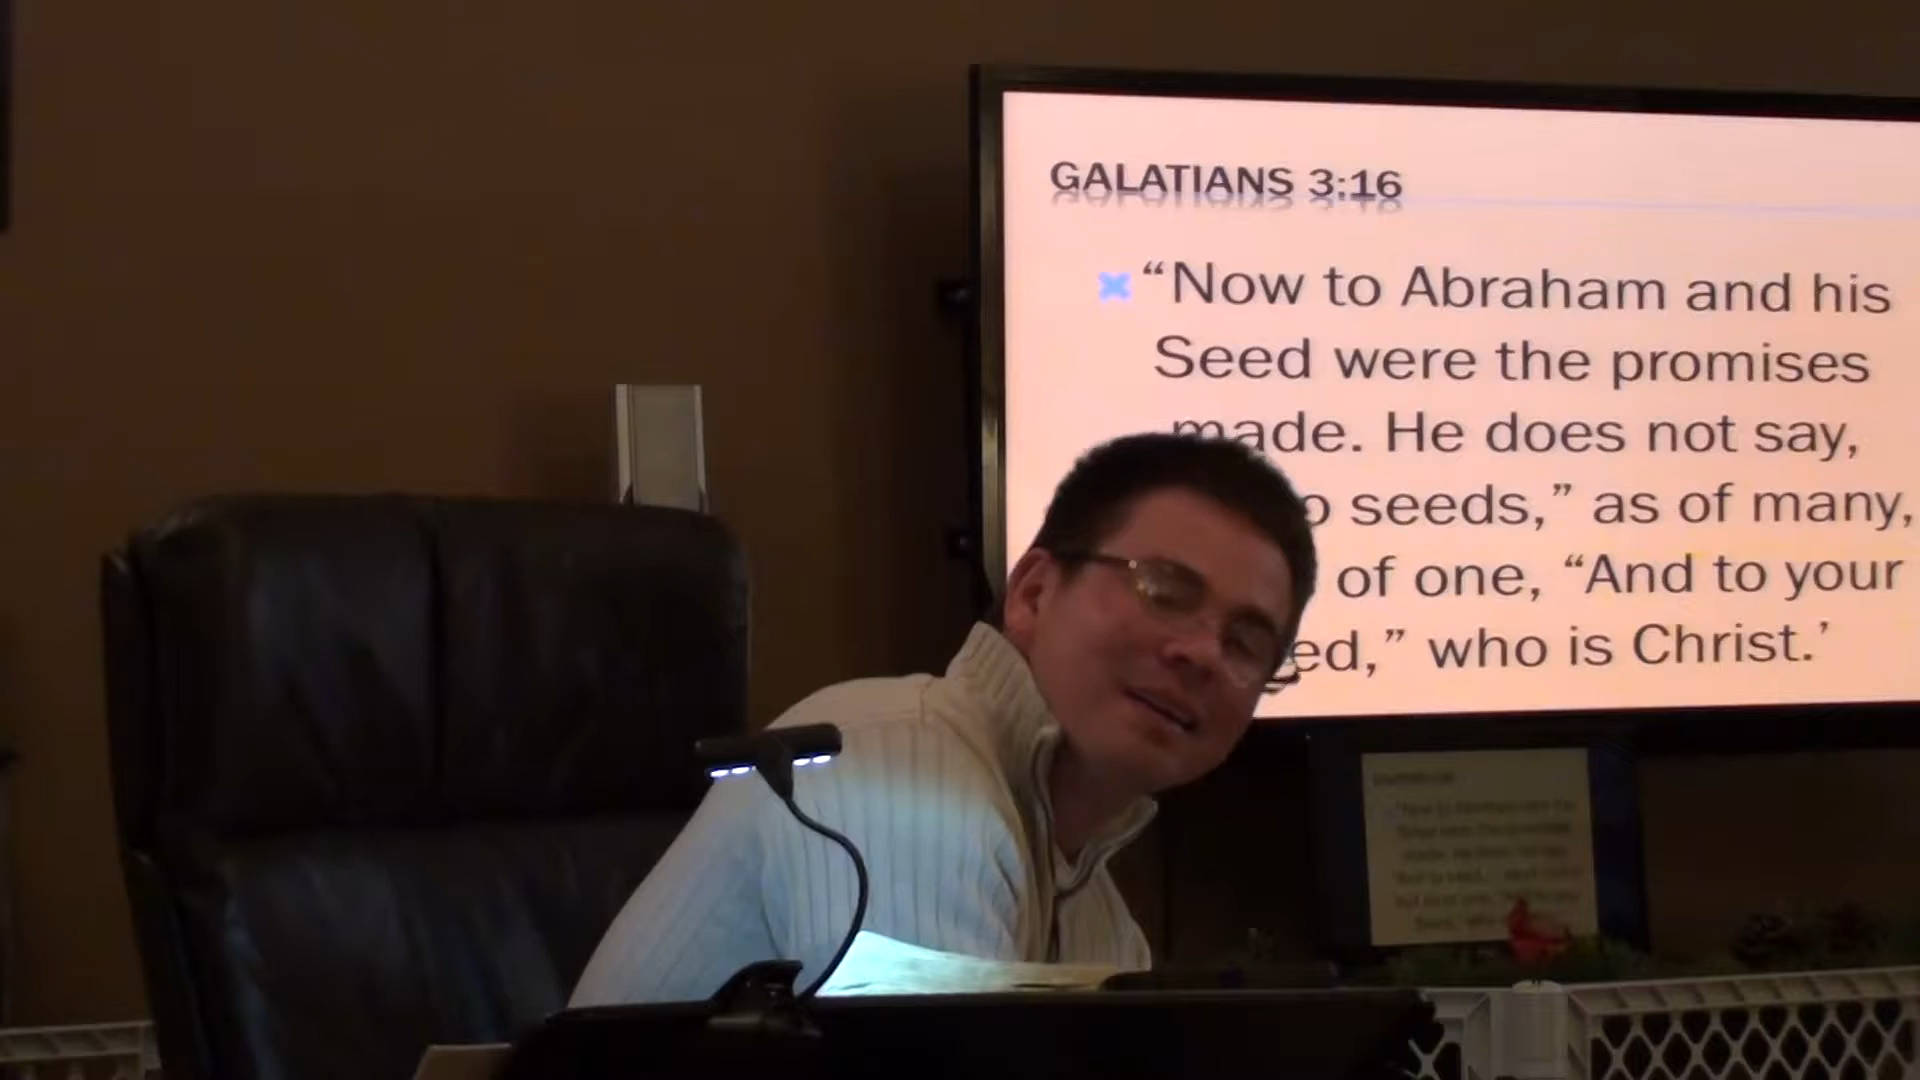 GALATIANS 3:16
“Now to Abraham and his
Seed were the promises
made. He does not say,
seeds,” as of many,
of one, “And to your
ed,” who is Christ.’